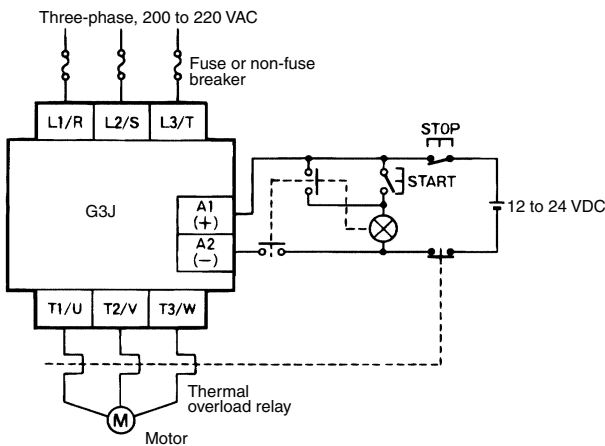 Three-phase, 200 to 220 VAC
Fuse or non-fuse
breaker
L1/R L2/S L3/T
STOP
START
G3J
A1
(+)
12 to 24 VDC
A2
(−)
T1/U T2/V T3/W
Thermal
overload relay
M
Motor